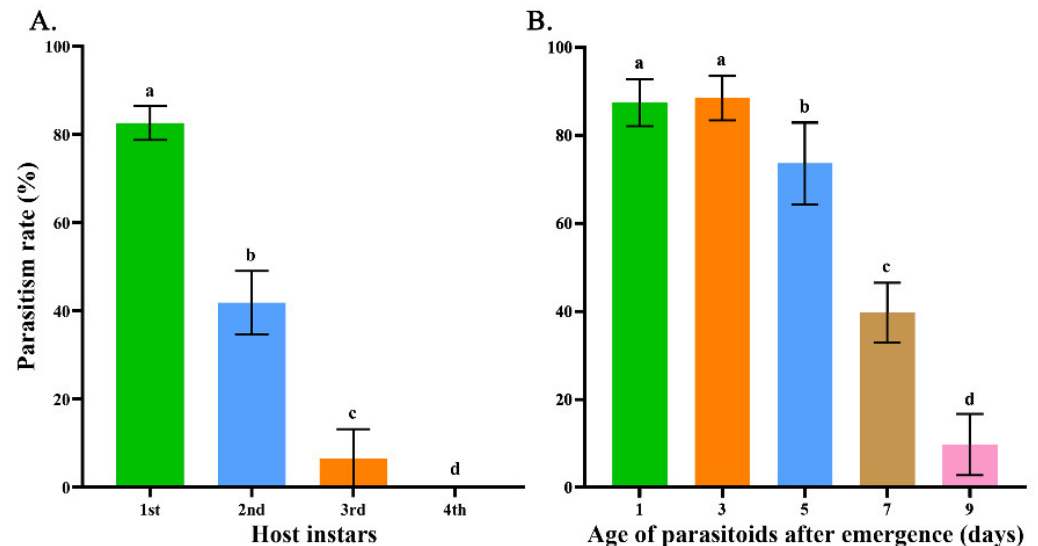 A.
Parasitism rate (%)
100
80
60
40
20
0
a
b
c
d
1st 2nd 3rd 4th
Host instars
B.
100
80
60
40
20
0
a
a
b
c
d
1 3 5 7 9
Age of parasitoids after emergence (days)